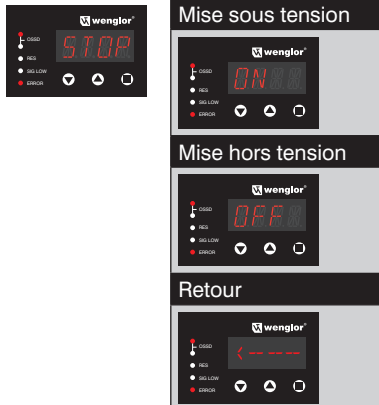 wenglor
STOP
OSSD
RES
SIG LOW
ERROR
Mise sous tension
wenglor
ON
OSSD
RES
SIG LOW
ERROR
Mise hors tension
wenglor
OFF
OSSD
RES
SIG LOW
ERROR
Retour
wenglor
<-----
OSSD
RES
SIG LOW
ERROR